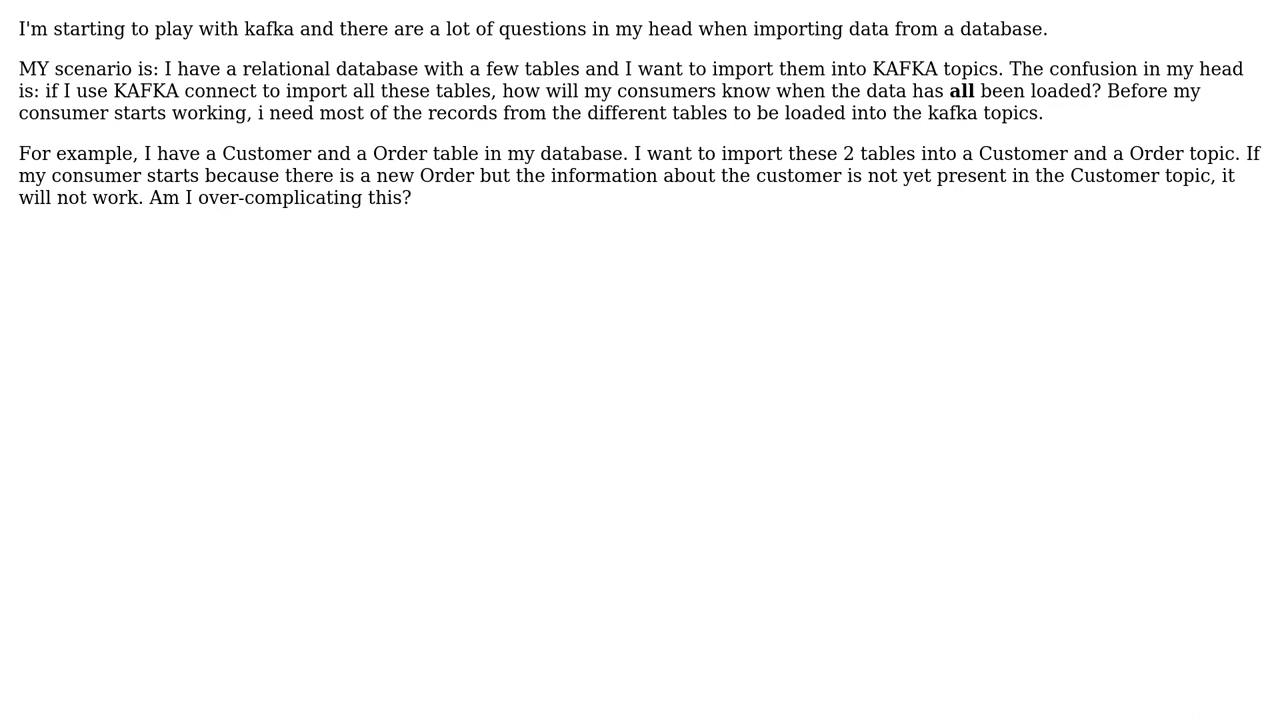 I'm starting to play with kafka and there are a lot of questions in my head when importing data from a database.
MY scenario is: I have a relational database with a few tables and I want to import them into KAFKA topics. The confusion in my head
is: if I use KAFKA connect to import all these tables, how will my consumers know when the data has all been loaded? Before my
consumer starts working, i need most of the records from the different tables to be loaded into the kafka topics.
For example, I have a Customer and a Order table in my database. I want to import these 2 tables into a Customer and a Order topic. If
my consumer starts because there is a new Order but the information about the customer is not yet present in the Customer topic, it
will not work. Am I over-complicating this?